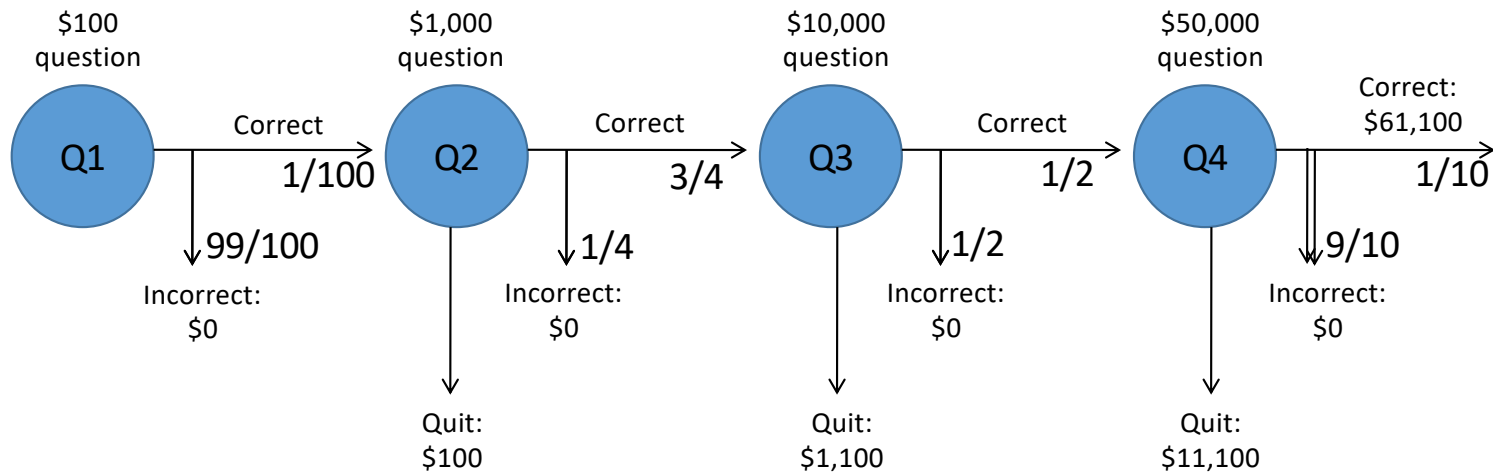 $100
question
$1,000
question
$10,000
question
$50,000
question
Q1
Correct
1/100
99/100
Incorrect:
$0
Q2
Correct
3/4
1/4
Incorrect:
$0
Quit:
$100
Q3
Correct
1/2
1/2
Incorrect:
$0
Quit:
$1,100
Q4
Correct:
$61,100
1/10
9/10
Incorrect:
$0
Quit:
$11,100